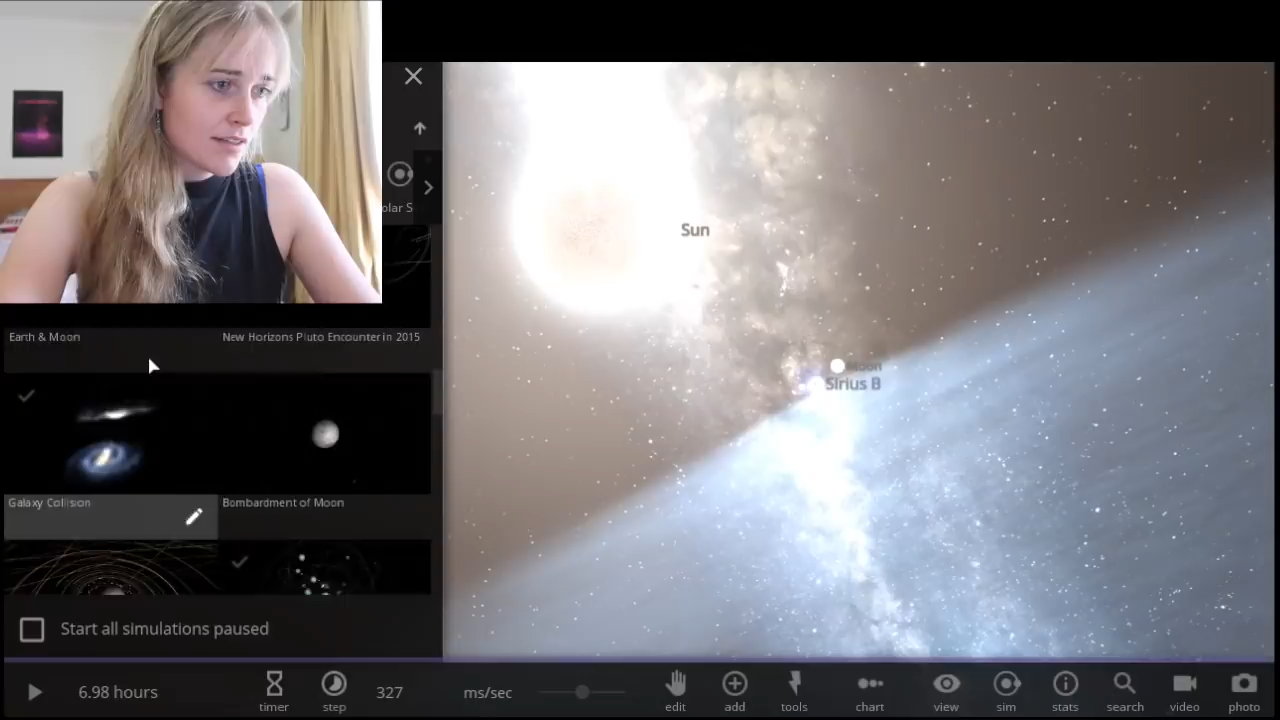 olar S
Sun
Earth & Moon
New Horizons Pluto Encounter in 2015
Moon
Sirius B
Galaxy Collision
Bombardment of Moon
Start all simulations paused
6.98 hours
timer
step
327
ms/sec
edit
add
tools
chart
view
sim
stats
search
video
photo